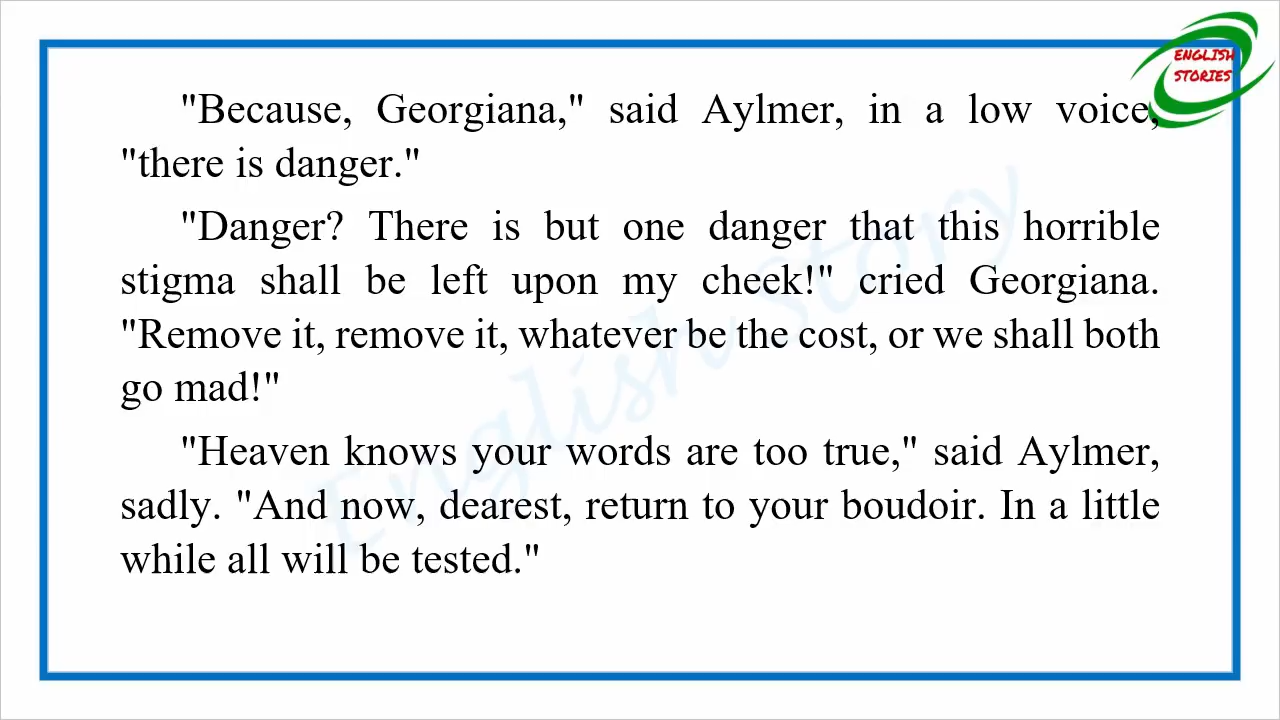 ENGLISH
STORIES
"Because, Georgiana," said Aylmer, in a low voice,
"there is danger."
"Danger? There is but one danger that this horrible
stigma shall be left upon my cheek!" cried Georgiana.
"Remove it, remove it, whatever be the cost, or we shall both
go mad!"
"Heaven knows your words are too true," said Aylmer,
sadly. "And now, dearest, return to your boudoir. In a little
while all will be tested."
English Story